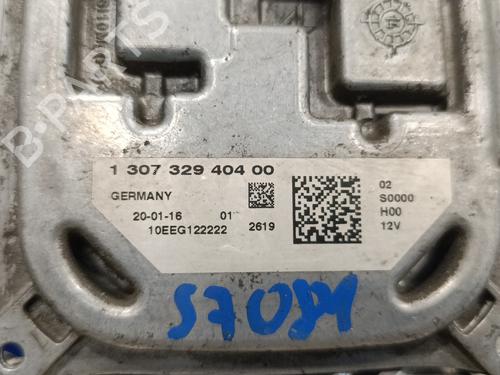 B-PARTS
1 307 329 404 00
GERMANY
20-01-16 01
10EEG122222 2619
02
S0000
H00
12V